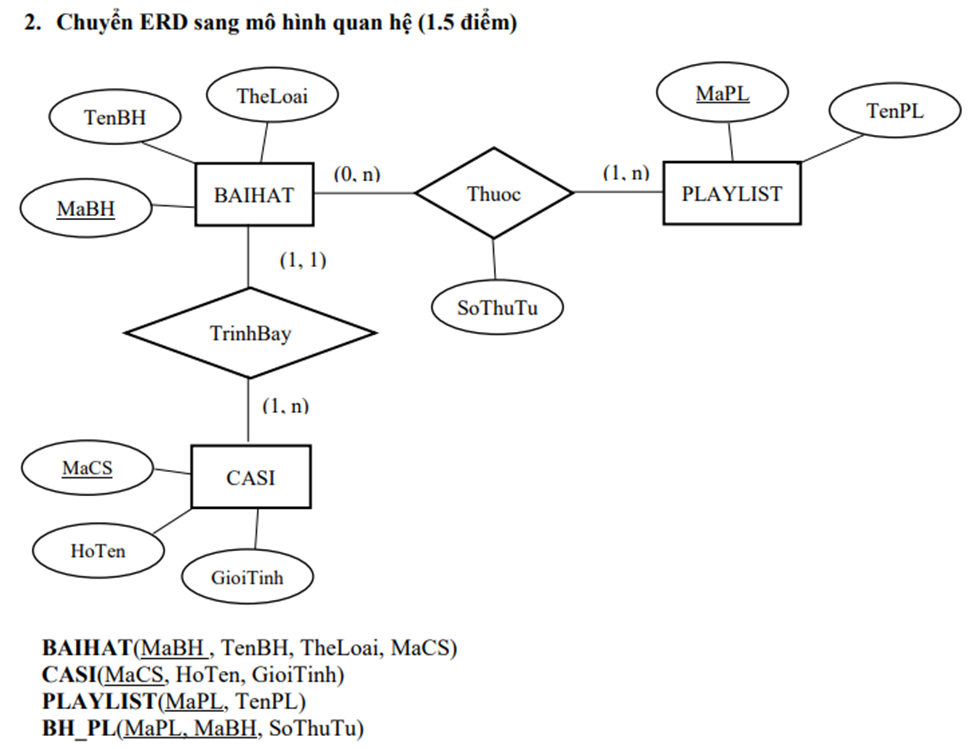 2. Chuyển ERD sang mô hình quan hệ (1.5 điểm)
TheLoai
MaPL
TenBH
TenPL
(0, n)
(1, n)
BAIHAT
Thuoc
PLAYLIST
MaBH
(1, 1)
SoThuTu
TrinhBay
(1, n)
MaCS
CASI
HoTen
GioiTinh
BAIHAT(MaBH , TenBH, TheLoai, MaCS)
CASI(MaCS, HoTen, GioiTinh)
PLAYLIST(MaPL, TenPL)
BH_PL(MaPL, MaBH, SoThuTu)